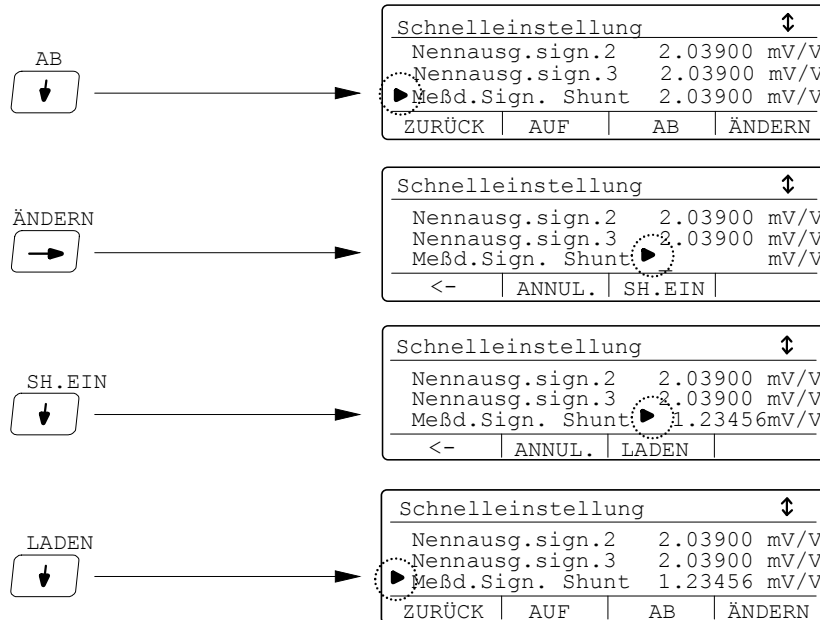 AB
Schnelleinstellung
Nennausg.sign.2 2.03900 mV/V
Nennausg.sign.3 2.03900 mV/V
Meßd.Sign. Shunt 2.03900 mV/V
ZURÜCK AUF AB ÄNDERN
ÄNDERN
Schnelleinstellung
Nennausg.sign.2 2.03900 mV/V
Nennausg.sign.3 2.03900 mV/V
Meßd.Sign. Shunt _ mV/V
<- ANNUL. SH.EIN
SH.EIN
Schnelleinstellung
Nennausg.sign.2 2.03900 mV/V
Nennausg.sign.3 2.03900 mV/V
Meßd.Sign. Shunt 1.23456mV/V
<- ANNUL. LADEN
LADEN
Schnelleinstellung
Nennausg.sign.2 2.03900 mV/V
Nennausg.sign.3 2.03900 mV/V
Meßd.Sign. Shunt 1.23456 mV/V
ZURÜCK AUF AB ÄNDERN